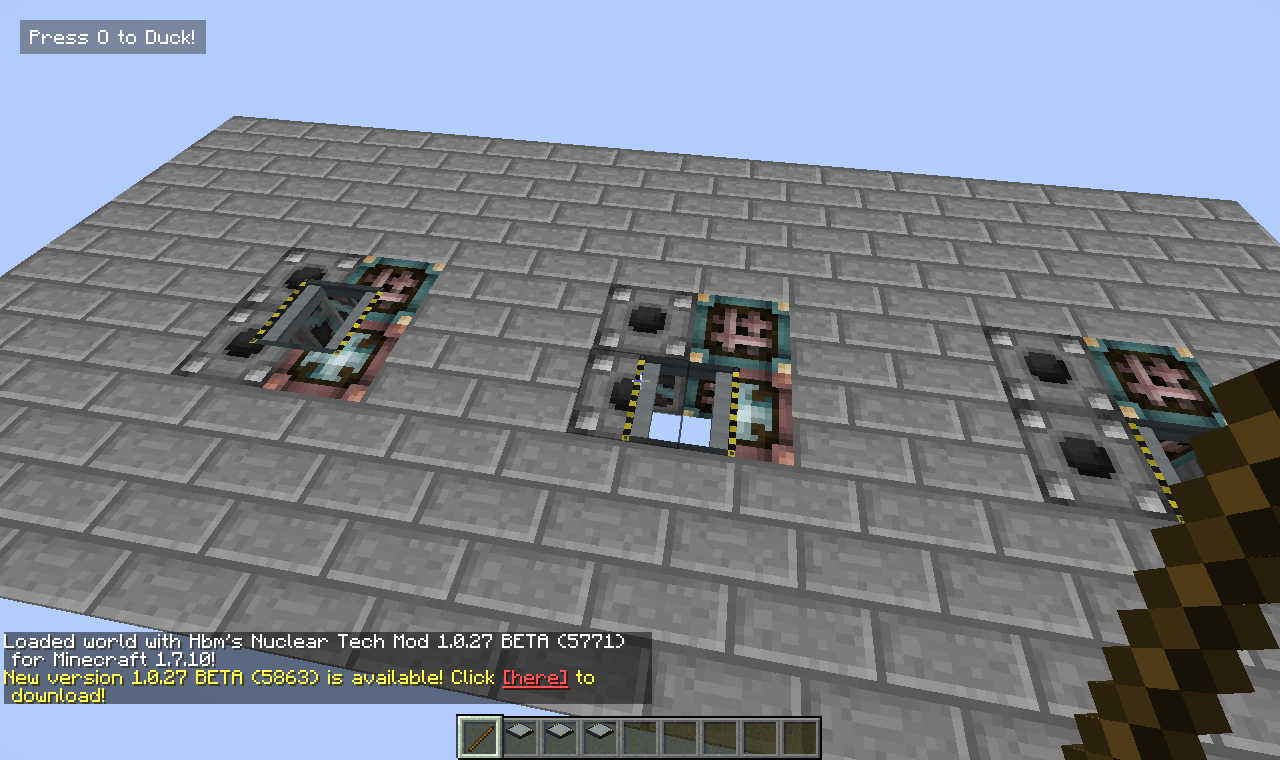 Press O to Duck!
Loaded world with Hbm's Nuclear Tech Mod 1.0.27 BETA (5771)
for Minecraft 1.7.10!
New version 1.0.27 BETA (5863) is available! Click [here] to
download!